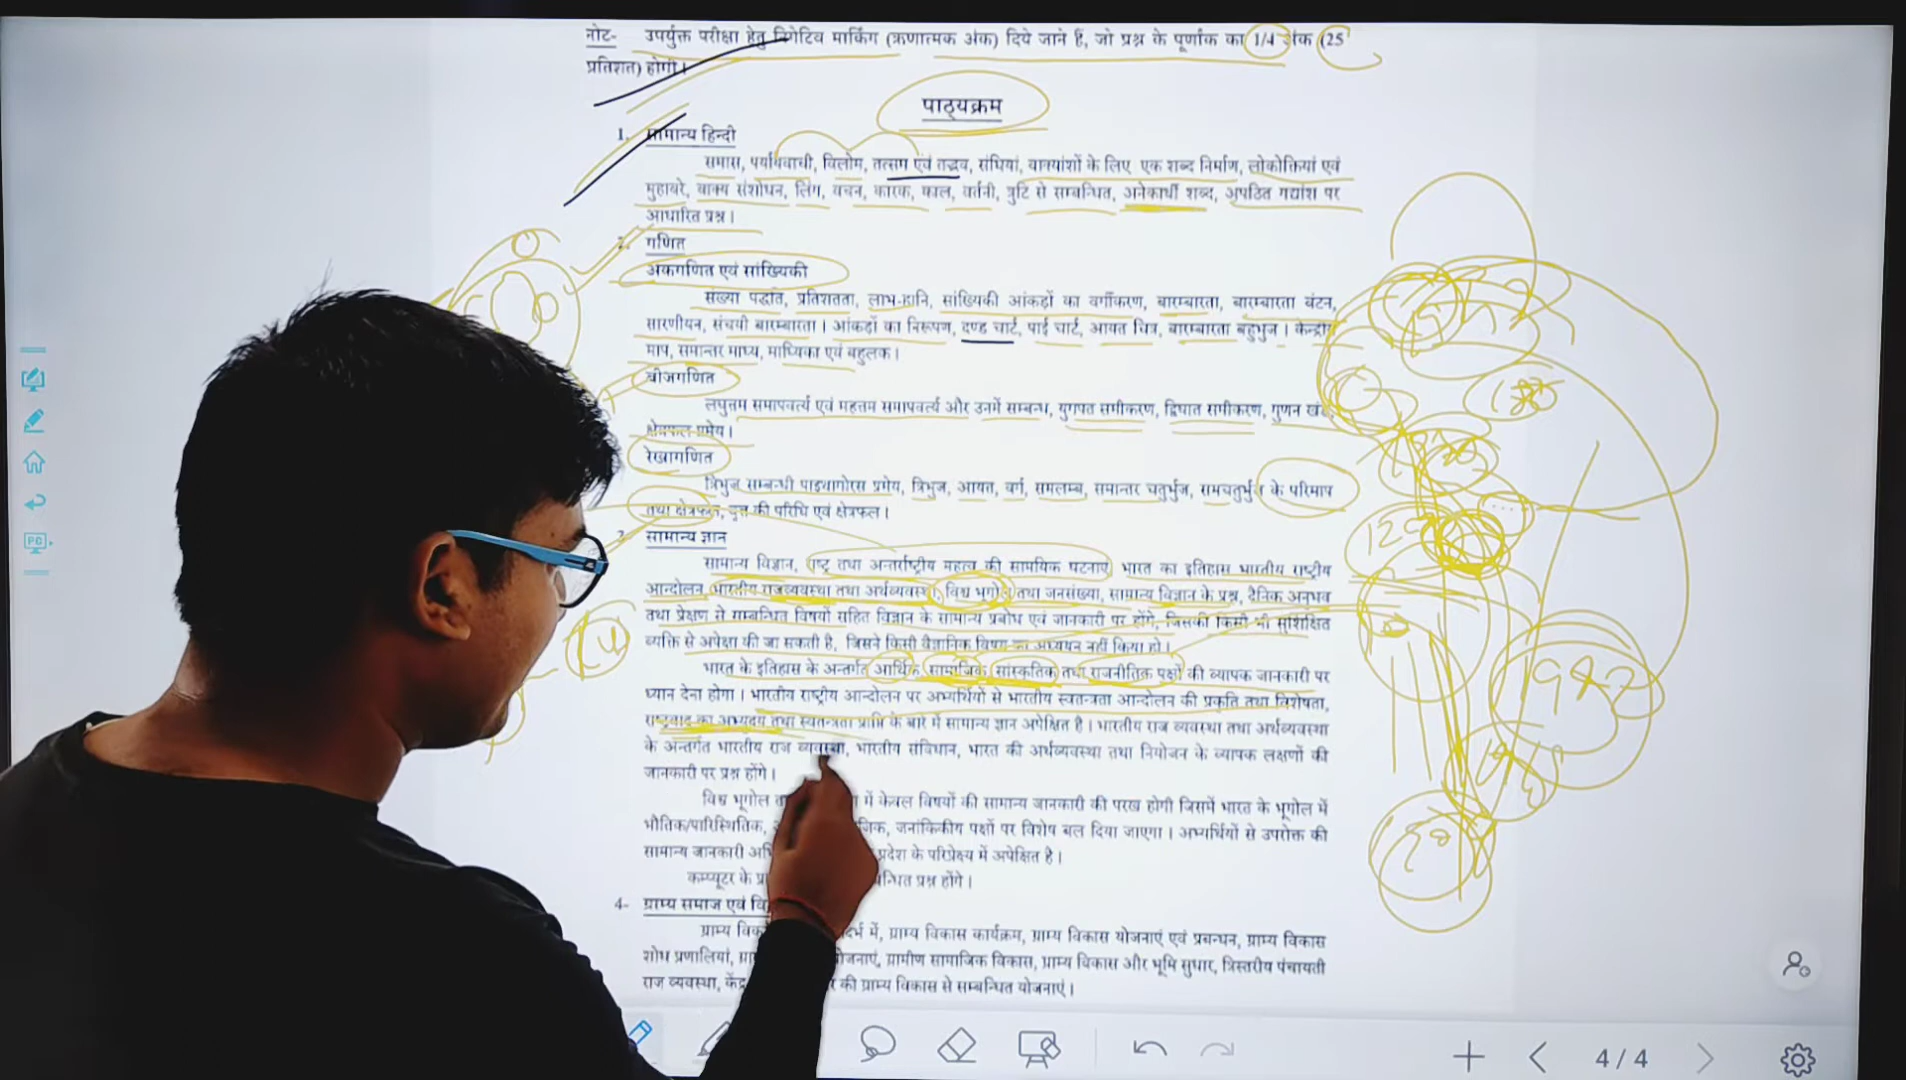 नोट- उपर्युक्त परीक्षा हेतु निगेटिव मार्किंग (ऋणात्मक अंक) दिये जाने हैं, जो प्रश्न के पूर्णांक का 1/4 अंक (25
प्रतिशत) होगी।
पाठ्यक्रम
1. सामान्य हिन्दी
समास, पर्यायवाची, विलोम, तत्सम एवं तद्भव, संधियां, वाक्यांशों के लिए एक शब्द निर्माण, लोकोक्तियां एवं
मुहावरे, वाक्य संशोधन, लिंग, वचन, कारक, काल, वर्तनी, त्रुटि से सम्बन्धित, अनेकार्थी शब्द, अपठित गद्यांश पर
आधारित प्रश्न।
गणित
अंकगणित एवं सांख्यिकी
संख्या पद्धति, प्रतिशतता, लाभ-हानि, सांख्यिकी आंकड़ों का वर्गीकरण, बारम्बारता, बारम्बारता बंटन,
सारणीयन, संचयी बारम्बारता। आंकड़ों का निरूपण, दण्ड चार्ट, पाई चार्ट, आयत चित्र, बारम्बारता बहुभुज। केन्द्रीय
माप, समान्तर माध्य, माध्यिका एवं बहुलक।
बीजगणित
लघुत्तम समापवर्त्य एवं महत्तम समापवर्त्य और उनमें सम्बन्ध, युगपत समीकरण, द्विघात समीकरण, गुणन खंड,
क्षेत्रफल प्रमेय।
रेखागणित
त्रिभुज सम्बन्धी पाइथागोरस प्रमेय, त्रिभुज, आयत, वर्ग, समलम्ब, समान्तर चतुर्भुज, समचतुर्भुज के परिमाप
तथा क्षेत्रफल, वृत्त की परिधि एवं क्षेत्रफल।
सामान्य ज्ञान
सामान्य विज्ञान, राष्ट्र तथा अन्तर्राष्ट्रीय महत्व की सामयिक घटनाएं भारत का इतिहास भारतीय राष्ट्रीय
आन्दोलन भारतीय राजव्यवस्था तथा अर्थव्यवस्था, विश्व भूगोल तथा जनसंख्या, सामान्य विज्ञान के प्रश्न, दैनिक अनुभव
तथा प्रेक्षण से सम्बन्धित विषयों सहित विज्ञान के सामान्य प्रबोध एवं जानकारी पर होंगे, जिसकी किसी भी सुशिक्षित
व्यक्ति से अपेक्षा की जा सकती है, जिसने किसी वैज्ञानिक विषय का अध्ययन नहीं किया हो।
भारत के इतिहास के अन्तर्गत आर्थिक सामाजिक सांस्कृतिक तथा राजनीतिक पक्षों की व्यापक जानकारी पर
ध्यान देना होगा। भारतीय राष्ट्रीय आन्दोलन पर अभ्यर्थियों से भारतीय स्वतन्त्रता आन्दोलन की प्रकृति तथा विशेषता,
राष्ट्रवाद का अभ्युदय तथा स्वतन्त्रता प्राप्ति के बारे में सामान्य ज्ञान अपेक्षित है। भारतीय राज व्यवस्था तथा अर्थव्यवस्था
के अन्तर्गत भारतीय राज व्यवस्था, भारतीय संविधान, भारत की अर्थव्यवस्था तथा नियोजन के व्यापक लक्षणों की
जानकारी पर प्रश्न होंगे।
विश्व भूगोल में केवल विषयों की सामान्य जानकारी की परख होगी जिसमें भारत के भूगोल में
भौतिक/पारिस्थितिक, जनांकिकीय पक्षों पर विशेष बल दिया जाएगा। अभ्यर्थियों से उपरोक्त की
सामान्य जानकारी प्रदेश के परिप्रेक्ष्य में अपेक्षित है।
कम्प्यूटर के प्रश्न होंगे।
4- ग्राम्य समाज एवं
ग्राम्य में, ग्राम्य विकास कार्यक्रम, ग्राम्य विकास योजनाएं एवं प्रबन्धन, ग्राम्य विकास
शोध प्रणालियां, ग्रामीण सामाजिक विकास, ग्राम्य विकास और भूमि सुधार, त्रिस्तरीय पंचायती
राज व्यवस्था, की ग्राम्य विकास से सम्बन्धित योजनाएं।
1942
4 / 4